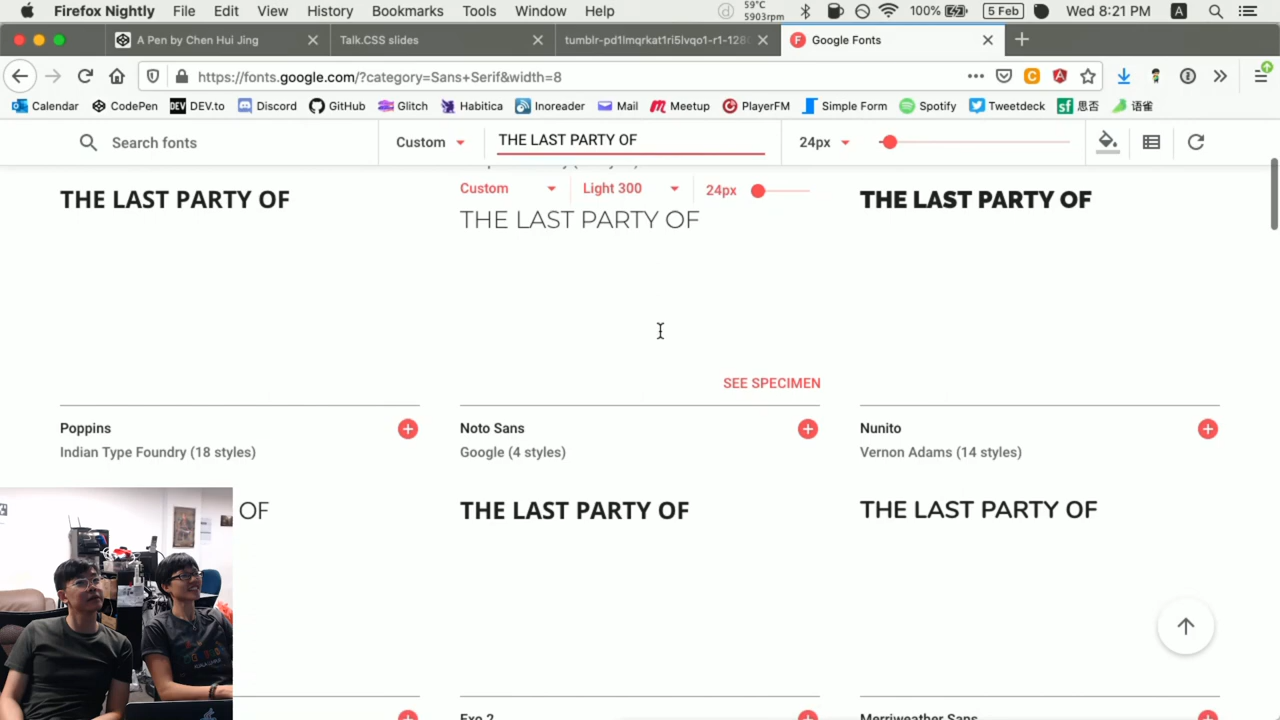 Firefox Nightly File Edit View History Bookmarks Tools Window Help 59°C 5903rpm 100% 5 Feb Wed 8:21 PM A
A Pen by Chen Hui Jing Talk.CSS slides tumblr-pd1lmqrkat1ri5lvqo1-r1-128 Google Fonts
https://fonts.google.com/?category=Sans+Serif&width=8
Calendar CodePen DEV.to Discord GitHub Glitch Habitica Inoreader Mail Meetup PlayerFM Simple Form Spotify Tweetdeck sf 思否 语雀
Search fonts Custom THE LAST PARTY OF 24px
Custom Light 300 24px
THE LAST PARTY OF THE LAST PARTY OF THE LAST PARTY OF
SEE SPECIMEN
Poppins Noto Sans Nunito
Indian Type Foundry (18 styles) Google (4 styles) Vernon Adams (14 styles)
OF THE LAST PARTY OF THE LAST PARTY OF
Exo 2 Merriweather Sans